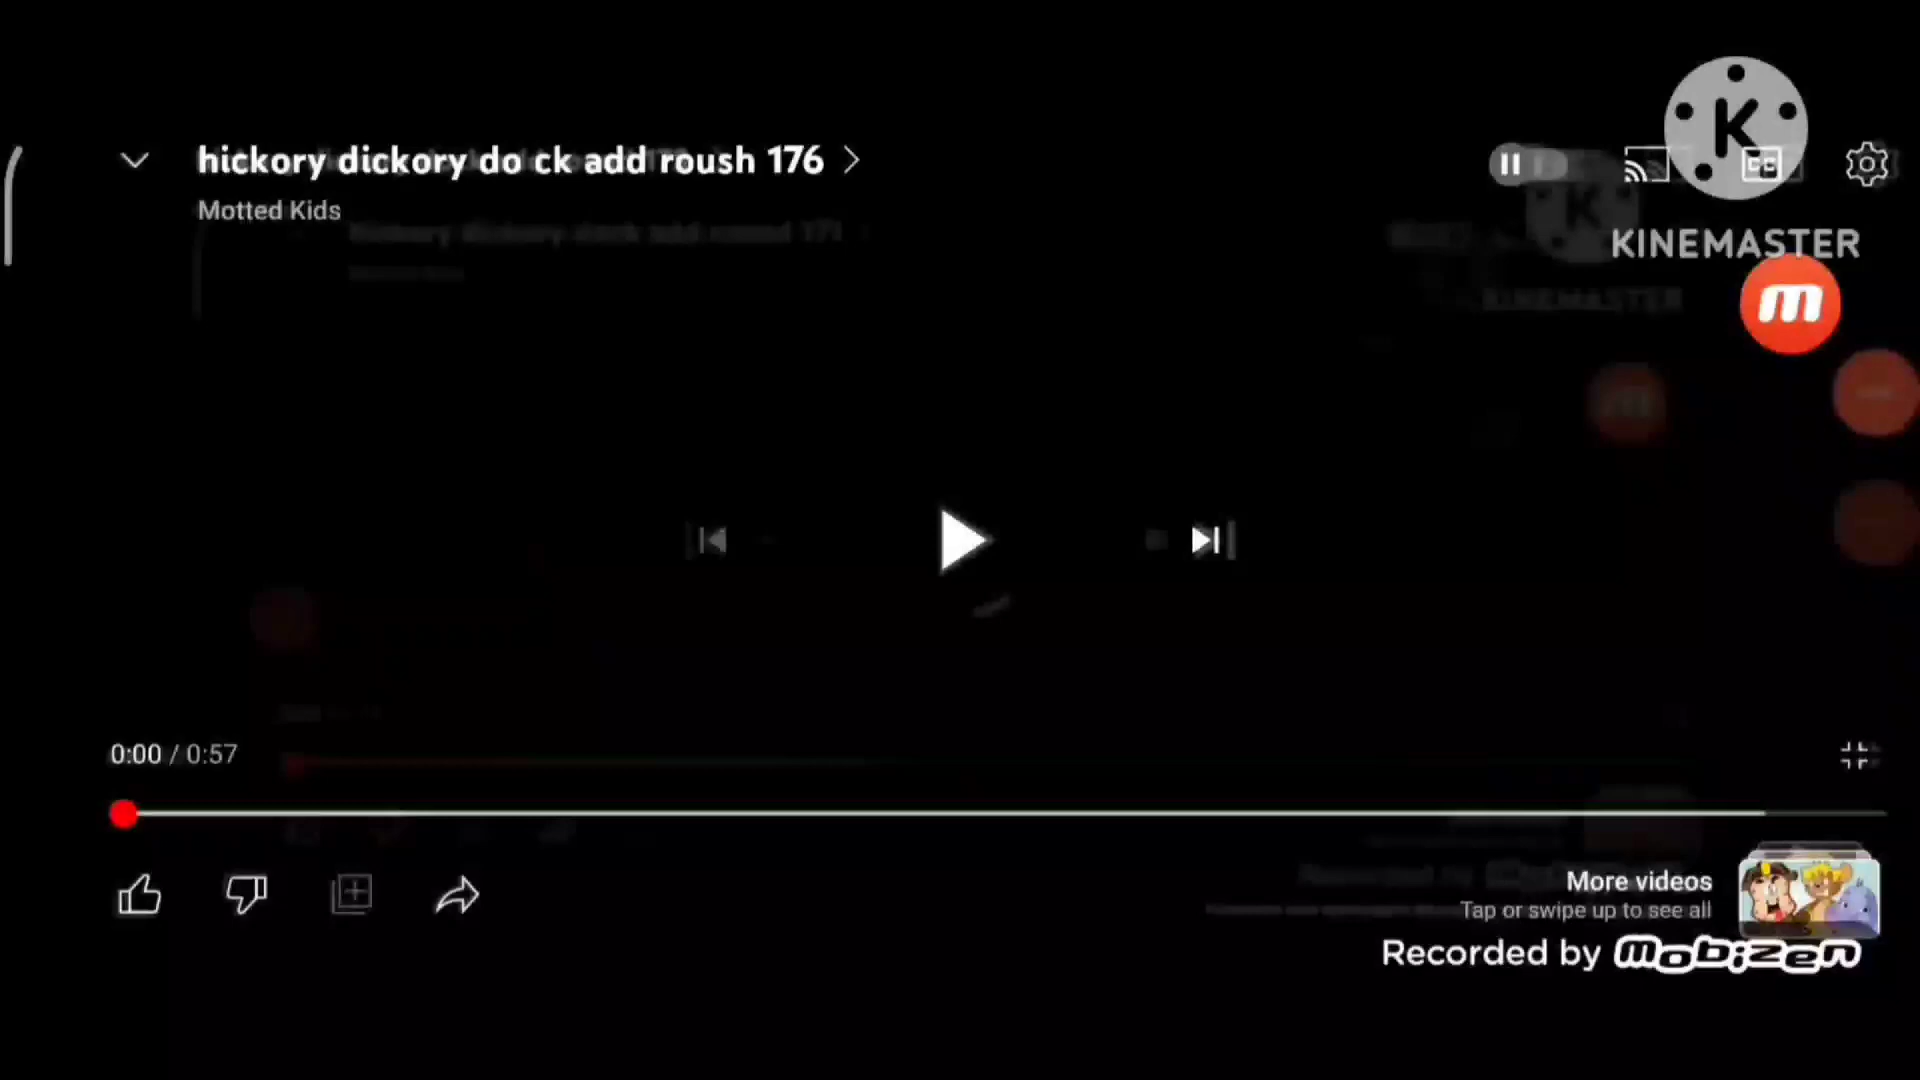 hickory dickory do ck add roush 176
Motted Kids
CC
K
KINEMASTER
m
0:00 / 0:57
More videos
Tap or swipe up to see all
Recorded by mobizen